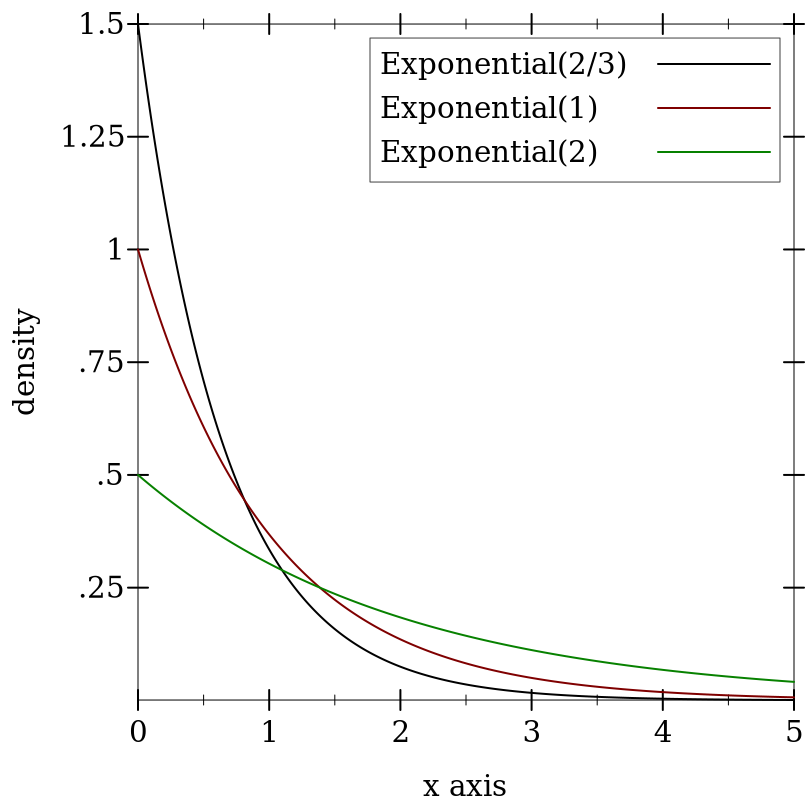 1.5
1.25
1
.75
.5
.25
density
Exponential(2/3)
Exponential(1)
Exponential(2)
0 1 2 3 4 5
x axis